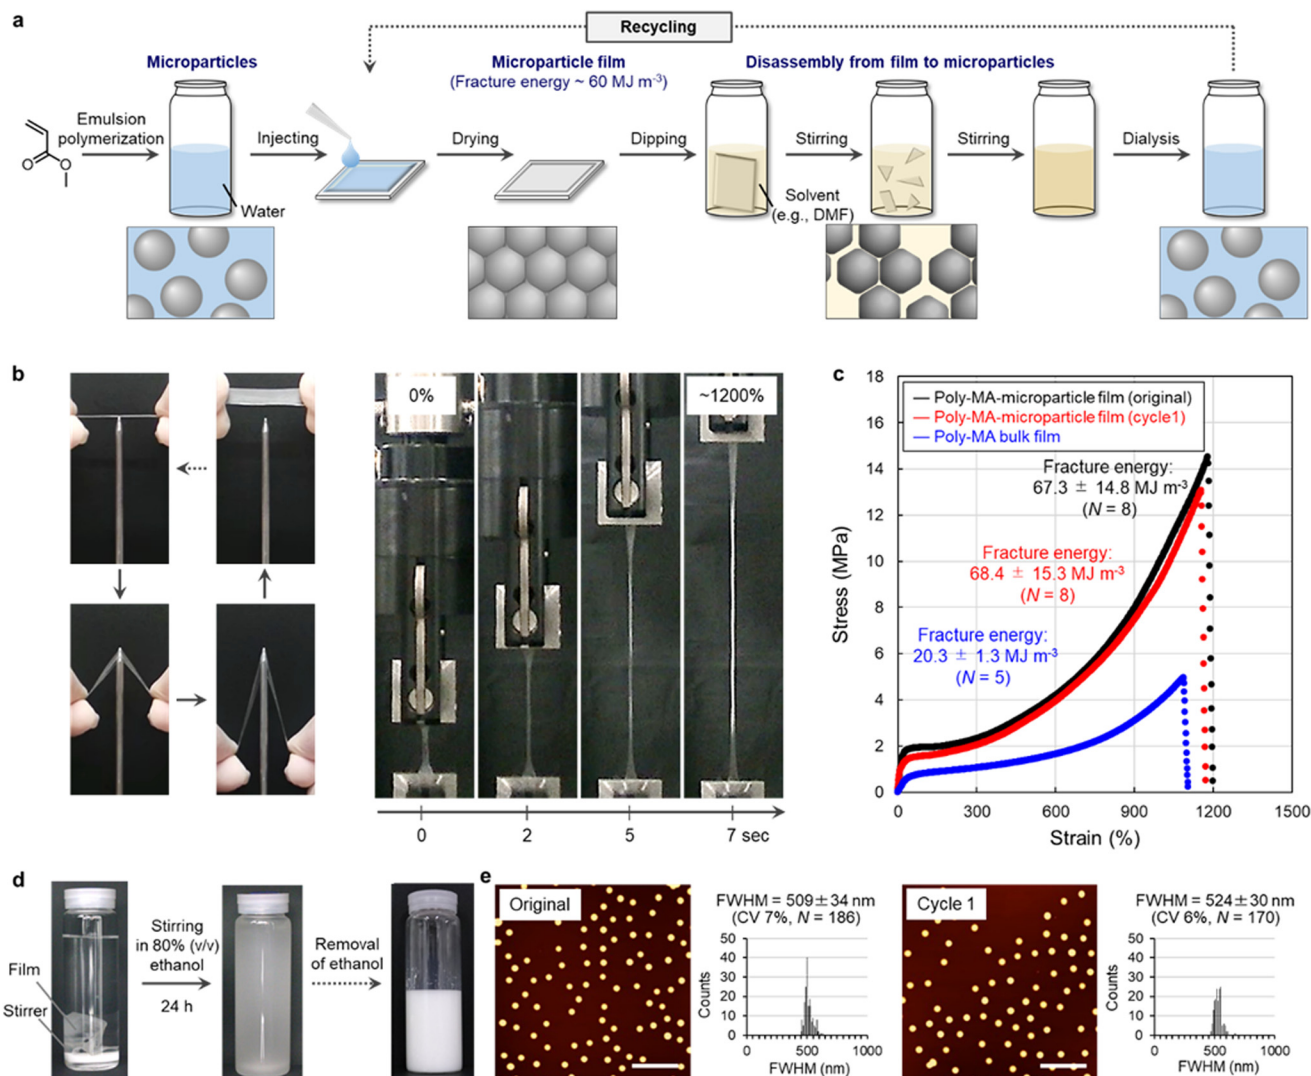 a
Recycling
Microparticles
Microparticle film
(Fracture energy ~ 60 MJ m⁻³)
Disassembly from film to microparticles
Emulsion
polymerization
Injecting
Drying
Dipping
Stirring
Stirring
Dialysis
O
O
Water
Solvent
(e.g., DMF)
b
0%
~1200%
0
2
5
7 sec
c
Stress (MPa)
18
16
14
12
10
8
6
4
2
0
Poly-MA-microparticle film (original)
Poly-MA-microparticle film (cycle1)
Poly-MA bulk film
Fracture energy:
67.3 ± 14.8 MJ m⁻³
(N = 8)
Fracture energy:
68.4 ± 15.3 MJ m⁻³
(N = 8)
Fracture energy:
20.3 ± 1.3 MJ m⁻³
(N = 5)
0
300
600
900
1200
1500
Strain (%)
d
Film
Stirrer
Stirring
in 80% (v/v)
ethanol
24 h
Removal
of ethanol
e
Original
FWHM = 509 ± 34 nm
(CV 7%, N = 186)
Counts
50
40
30
20
10
0
0
500
1000
FWHM (nm)
Cycle 1
FWHM = 524 ± 30 nm
(CV 6%, N = 170)
Counts
50
40
30
20
10
0
0
500
1000
FWHM (nm)